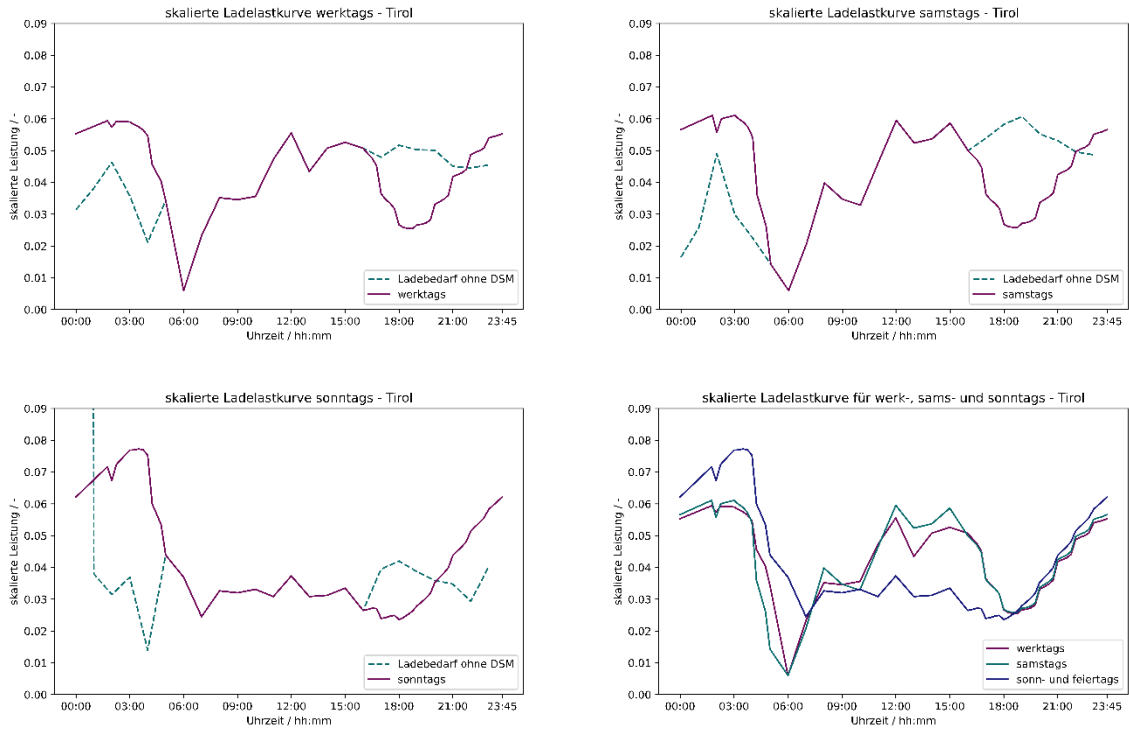 skalierte Ladelastkurve werktags - Tirol
0.09
0.08
0.07
0.06
0.05
0.04
0.03
0.02
0.01
0.00
skalierte Leistung / -
00:00 03:00 06:00 09:00 12:00 15:00 18:00 21:00 23:45
Uhrzeit / hh:mm
Ladebedarf ohne DSM
werktags
skalierte Ladelastkurve samstags - Tirol
0.09
0.08
0.07
0.06
0.05
0.04
0.03
0.02
0.01
0.00
skalierte Leistung / -
00:00 03:00 06:00 09:00 12:00 15:00 18:00 21:00 23:45
Uhrzeit / hh:mm
Ladebedarf ohne DSM
samstags
skalierte Ladelastkurve sonntags - Tirol
0.09
0.08
0.07
0.06
0.05
0.04
0.03
0.02
0.01
0.00
skalierte Leistung / -
00:00 03:00 06:00 09:00 12:00 15:00 18:00 21:00 23:45
Uhrzeit / hh:mm
Ladebedarf ohne DSM
sonntags
skalierte Ladelastkurve für werk-, sams- und sonntags - Tirol
0.09
0.08
0.07
0.06
0.05
0.04
0.03
0.02
0.01
0.00
skalierte Leistung / -
00:00 03:00 06:00 09:00 12:00 15:00 18:00 21:00 23:45
Uhrzeit / hh:mm
werktags
samstags
sonn- und feiertags